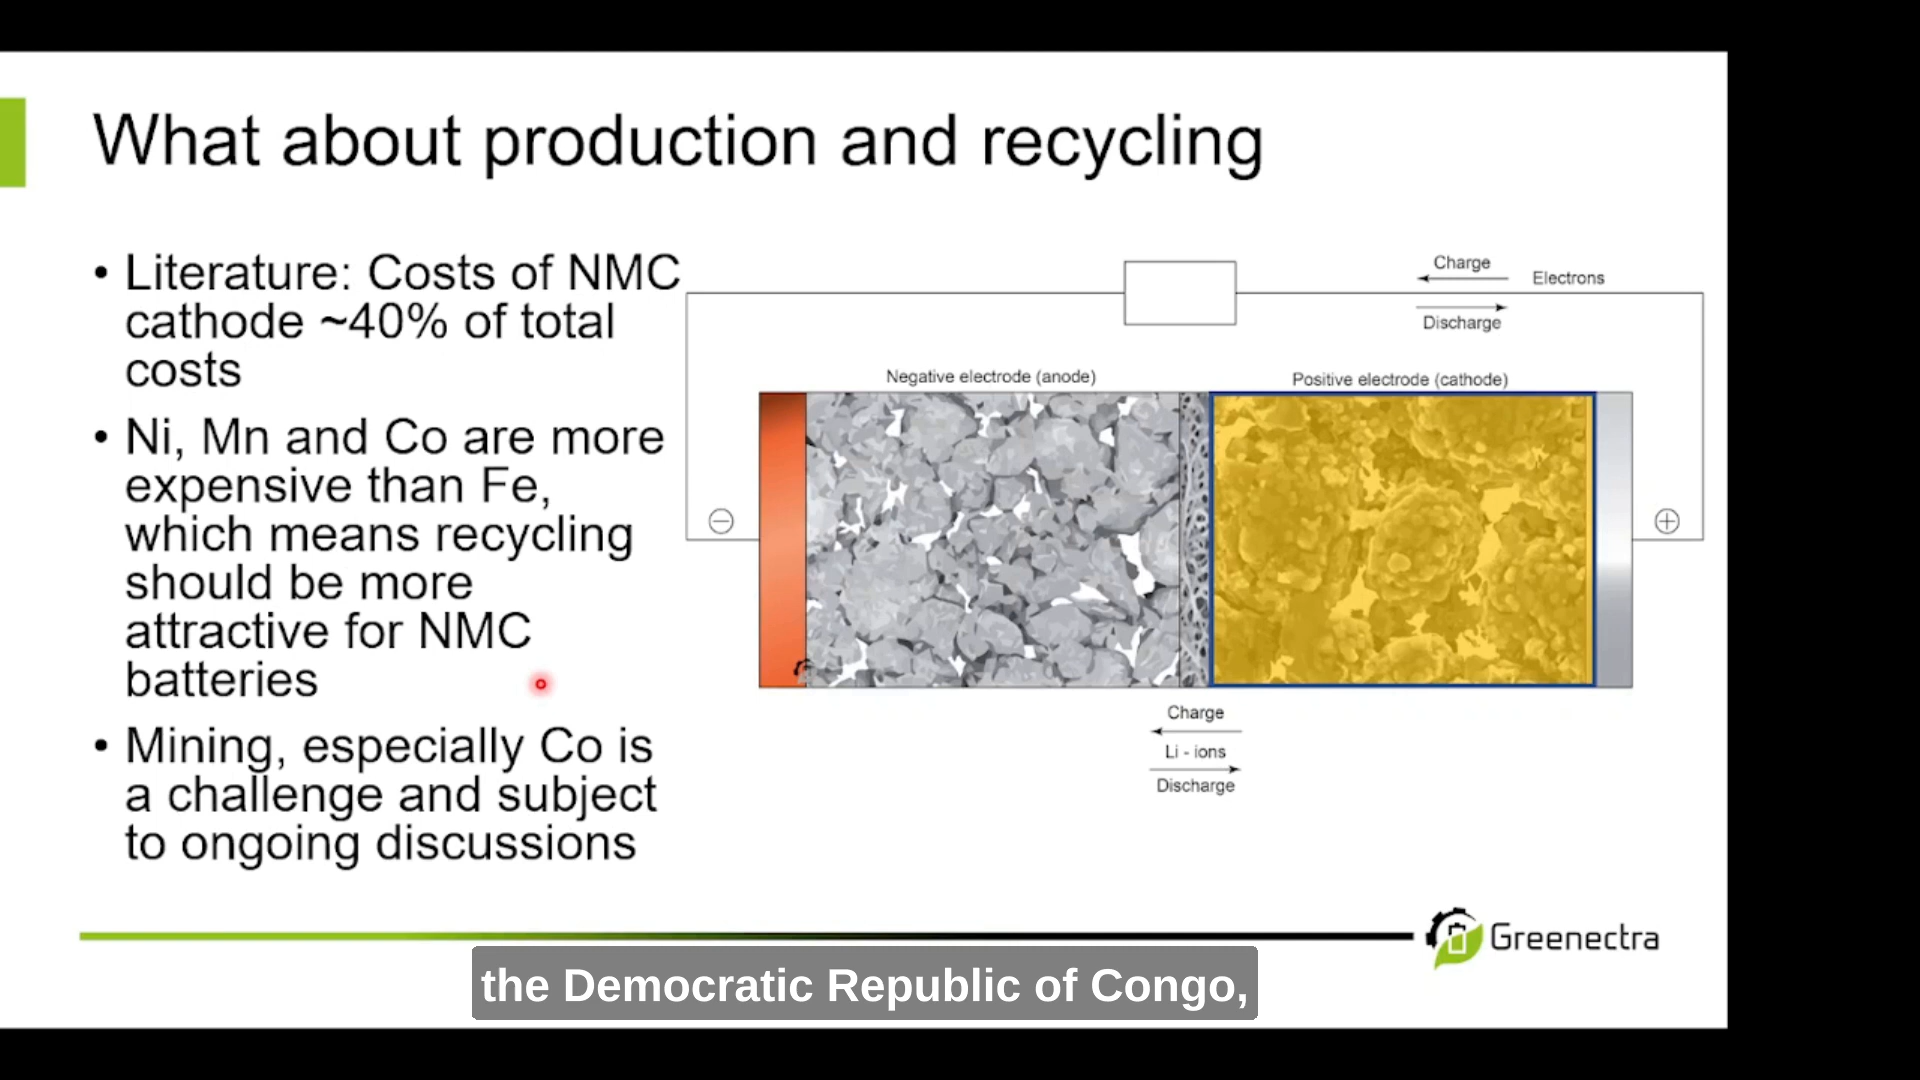 What about production and recycling
• Literature: Costs of NMC
cathode ~40% of total
costs
• Ni, Mn and Co are more
expensive than Fe,
which means recycling
should be more
attractive for NMC
batteries
• Mining, especially Co is
a challenge and subject
to ongoing discussions
Charge
Electrons
Discharge
Negative electrode (anode)
Positive electrode (cathode)
−
+
Charge
Li - ions
Discharge
Greenectra
the Democratic Republic of Congo,